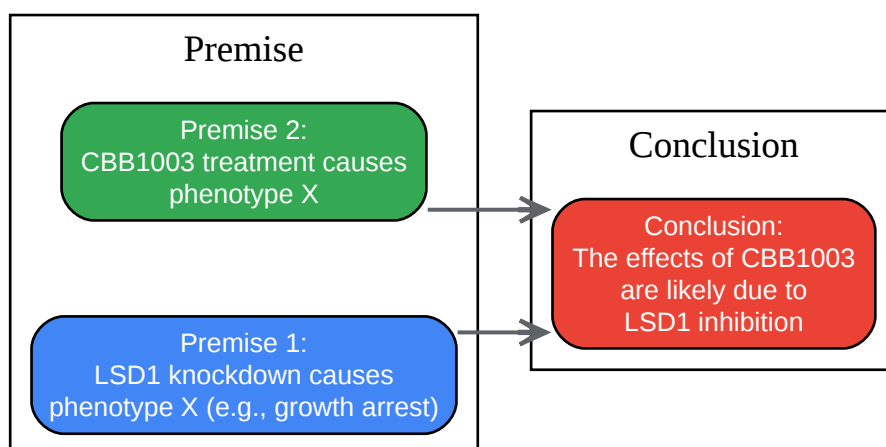 Premise
Premise 2:
CBB1003 treatment causes
phenotype X
Premise 1:
LSD1 knockdown causes
phenotype X (e.g., growth arrest)
Conclusion
Conclusion:
The effects of CBB1003
are likely due to
LSD1 inhibition